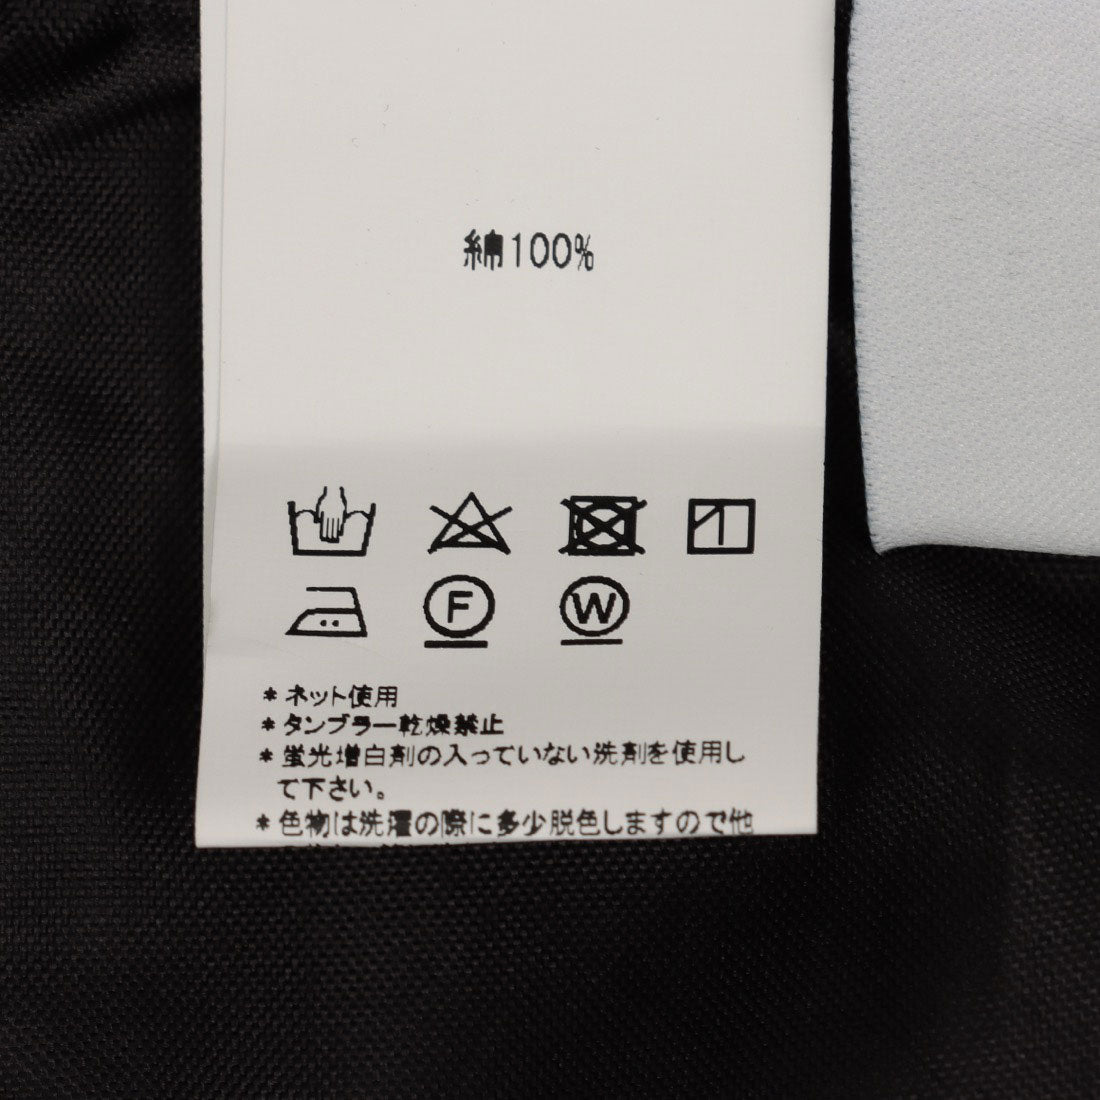 綿100%
F
W
* ネット使用
* タンブラー乾燥禁止
* 蛍光増白剤の入っていない洗剤を使用し
て下さい。
* 色物は洗濯の際に多少脱色しますので他